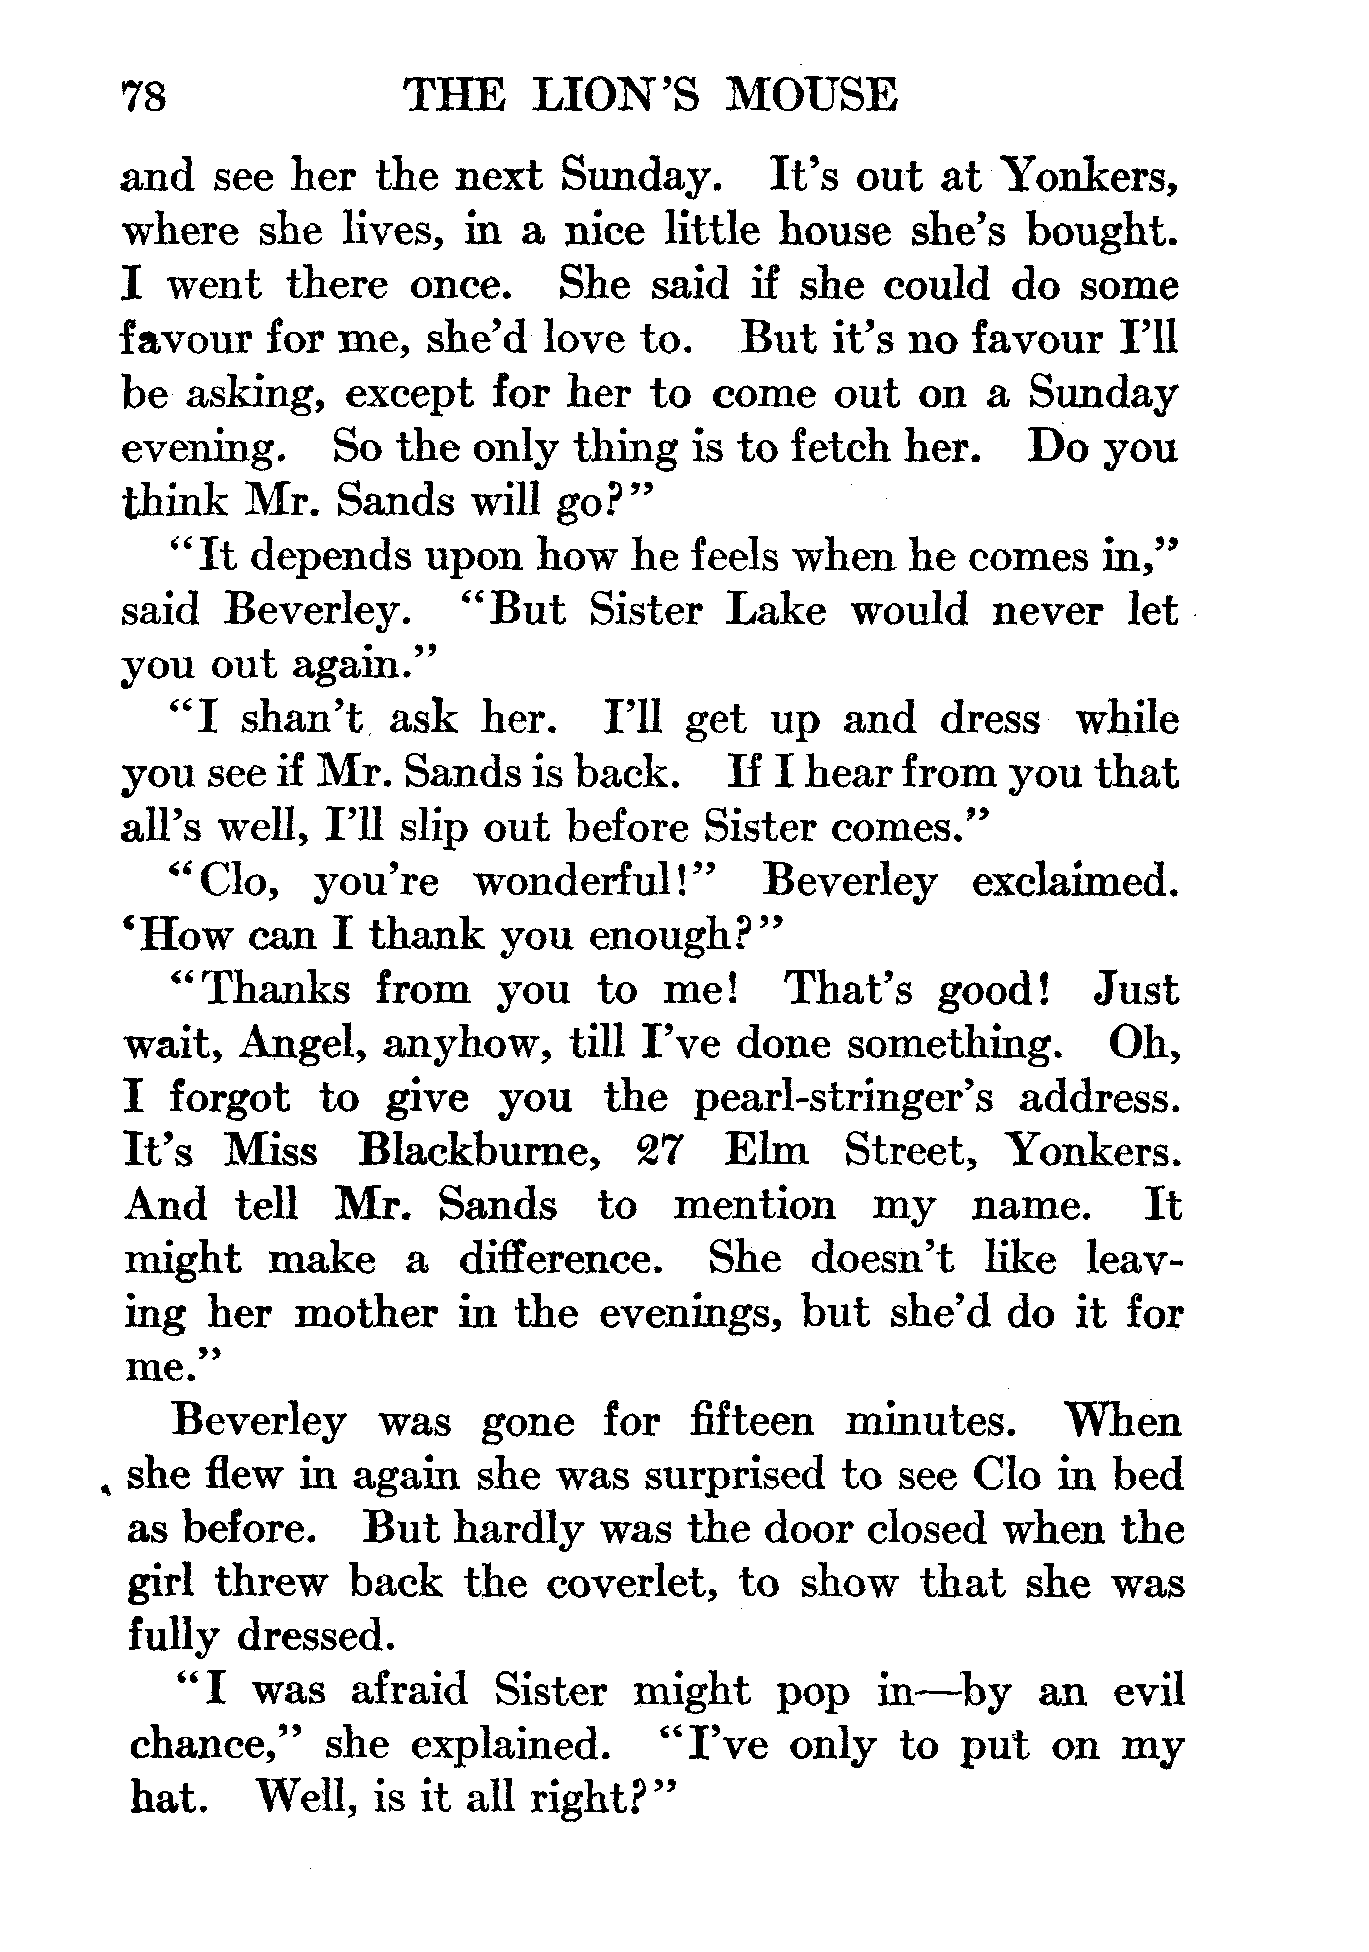 78 THE LION'S MOUSE
and see her the next Sunday. It's out at Yonkers,
where she lives, in a nice little house she's bought.
I went there once. She said if she could do some
favour for me, she'd love to. But it's no favour I'll
be asking, except for her to come out on a Sunday
evening. So the only thing is to fetch her. Do you
think Mr. Sands will go?"
"It depends upon how he feels when he comes in,"
said Beverley. "But Sister Lake would never let
you out again."
"I shan't ask her. I'll get up and dress while
you see if Mr. Sands is back. If I hear from you that
all's well, I'll slip out before Sister comes."
"Clo, you're wonderful!" Beverley exclaimed.
'How can I thank you enough?"
"Thanks from you to me! That's good! Just
wait, Angel, anyhow, till I've done something. Oh,
I forgot to give you the pearl-stringer's address.
It's Miss Blackburne, 27 Elm Street, Yonkers.
And tell Mr. Sands to mention my name. It
might make a difference. She doesn't like leav-
ing her mother in the evenings, but she'd do it for
me."
Beverley was gone for fifteen minutes. When
she flew in again she was surprised to see Clo in bed
as before. But hardly was the door closed when the
girl threw back the coverlet, to show that she was
fully dressed.
"I was afraid Sister might pop in—by an evil
chance," she explained. "I've only to put on my
hat. Well, is it all right?"